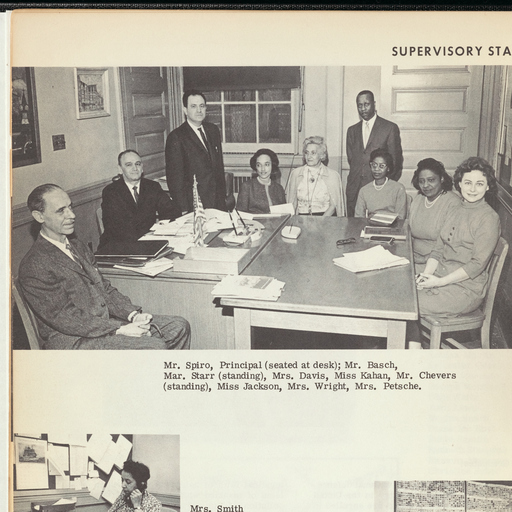 SUPERVISORY STA
Mr. Spiro, Principal (seated at desk); Mr. Basch,
Mar. Starr (standing), Mrs. Davis, Miss Kahan, Mr. Chevers
(standing), Miss Jackson, Mrs. Wright, Mrs. Petsche.
Mrs. Smith